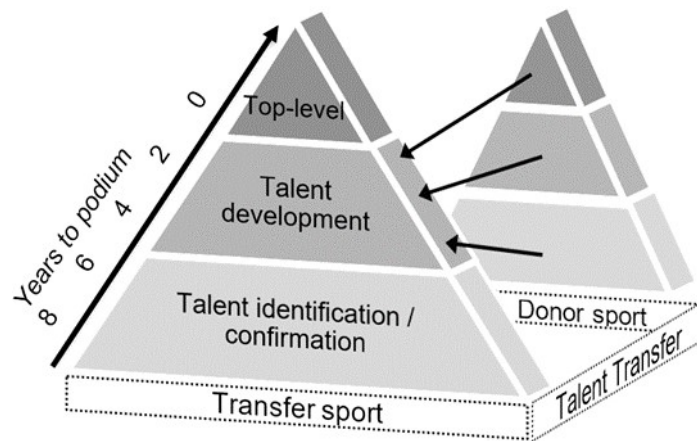 Top-level
Talent
development
Talent identification /
confirmation
Transfer sport
Years to podium
0
2
4
6
8
Donor sport
Talent Transfer